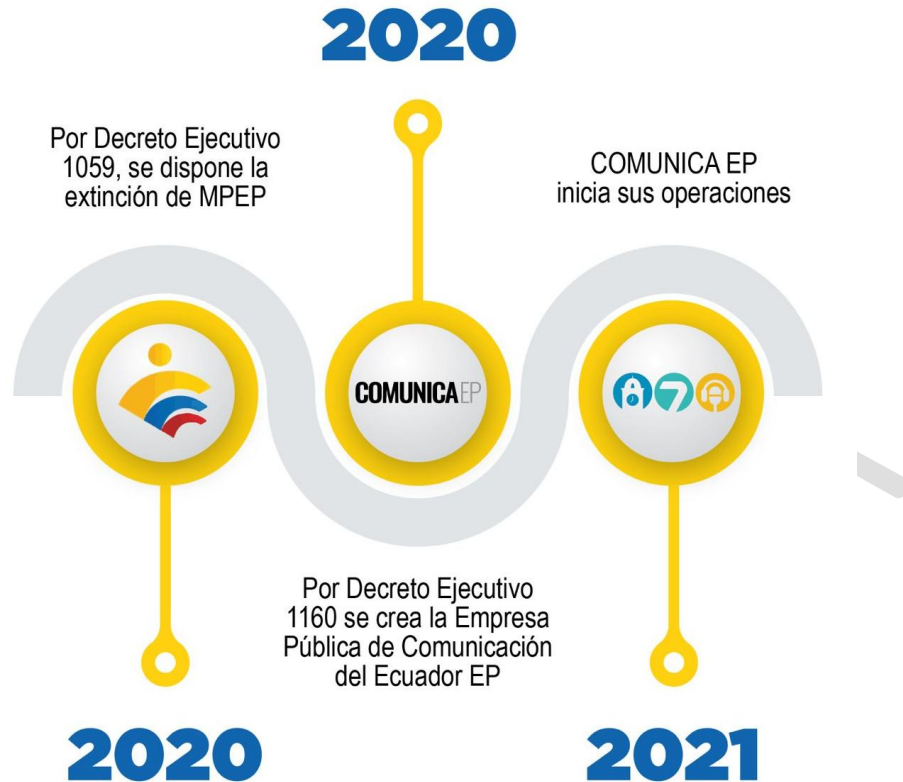 2020
Por Decreto Ejecutivo
1059, se dispone la
extinción de MPEP
COMUNICA EP
inicia sus operaciones
COMUNICA EP
7
Por Decreto Ejecutivo
1160 se crea la Empresa
Pública de Comunicación
del Ecuador EP
2020
2021